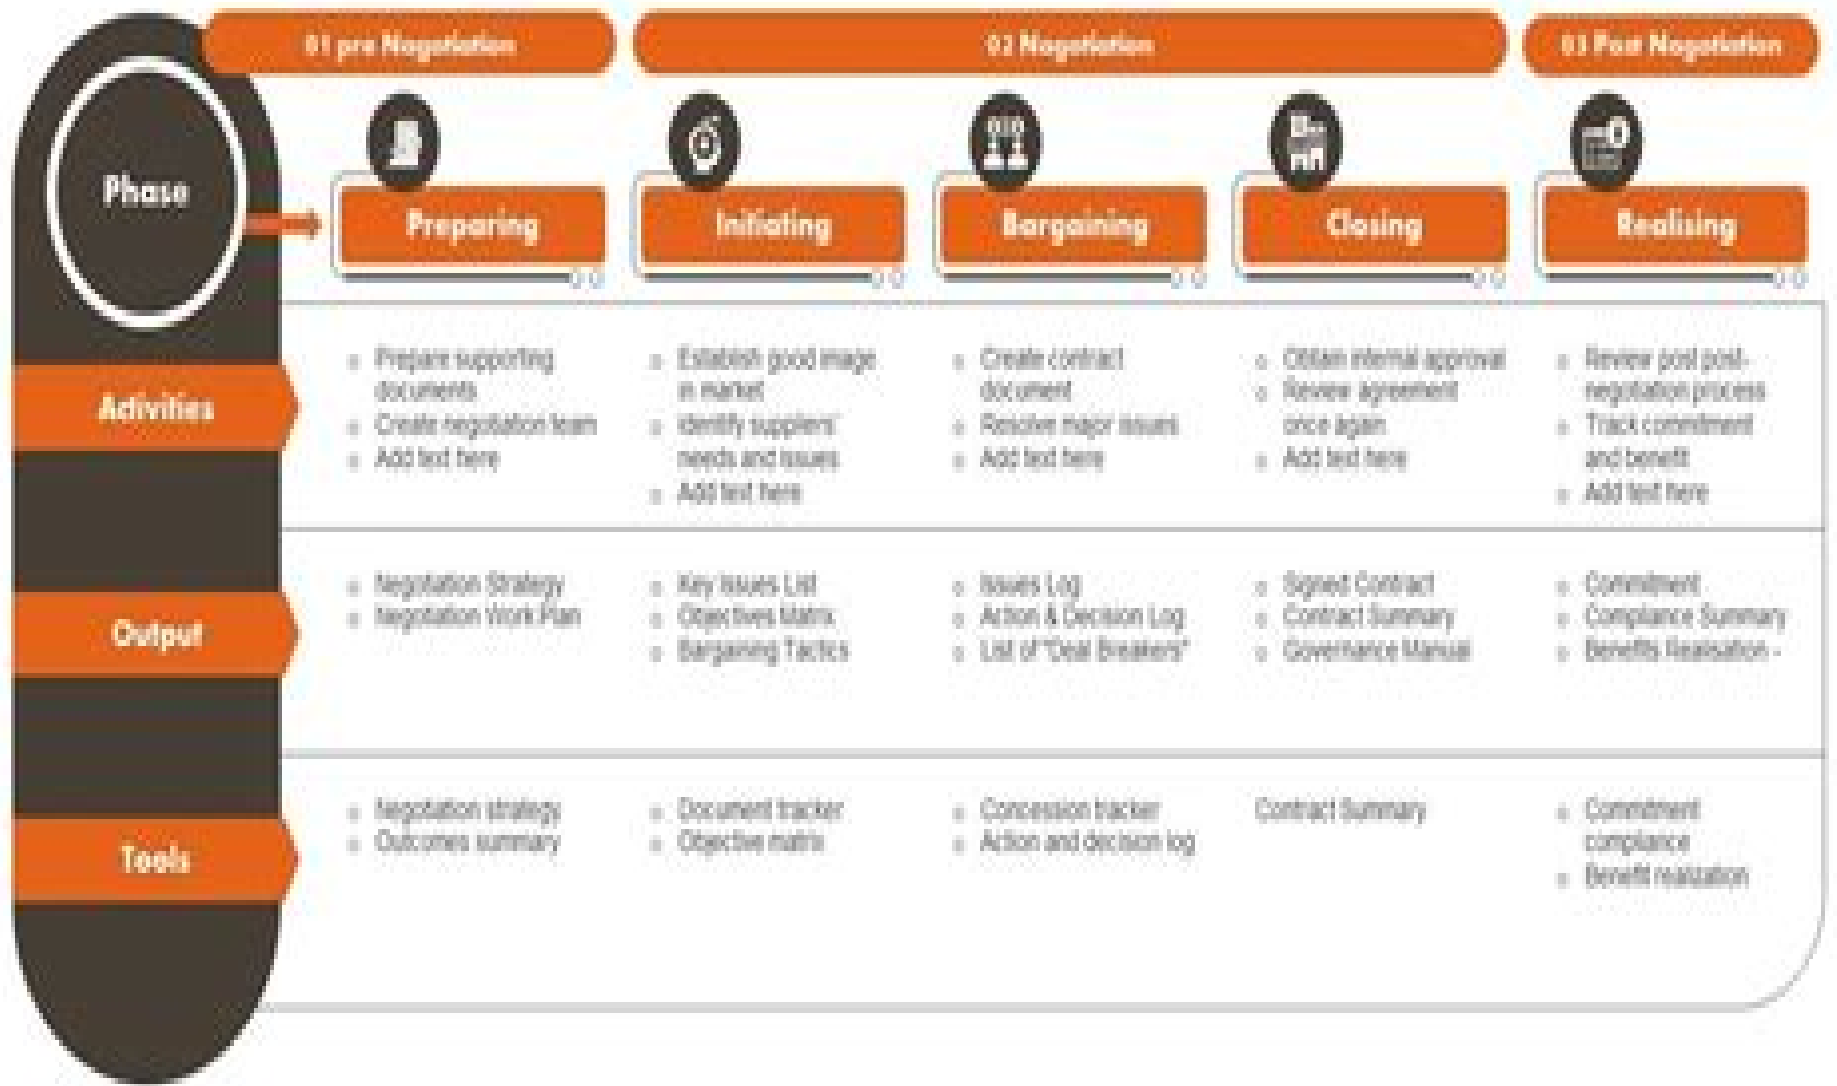 01 pre Nagotiation
02 Nagotiation
03 Post Nagotiation
Phase
Preparing
Initiating
Bargaining
Closing
Realising
Activities
Prepare supporting
documents
Create negotiation team
Add text here
Establish good image
in market
Identify suppliers'
needs and issues
Add text here
Create contract
document
Resolve major issues
Add text here
Obtain internal approval
Review agreement
once again
Add text here
Review post post-
negotiation process
Track commitment
and benefit
Add text here
Output
Negotiation Strategy
Negotiation Work Plan
Key Issues List
Objectives Matrix
Bargaining Tactics
Issues Log
Action & Decision Log
List of "Deal Breakers"
Signed Contract
Contract Summary
Governance Manual
Commitment
Compliance Summary
Benefits Realisation -
Tools
Negotiation strategy
Outcomes summary
Document tracker
Objective matrix
Concession tracker
Action and decision log
Contract Summary
Commitment
compliance
Benefit realization